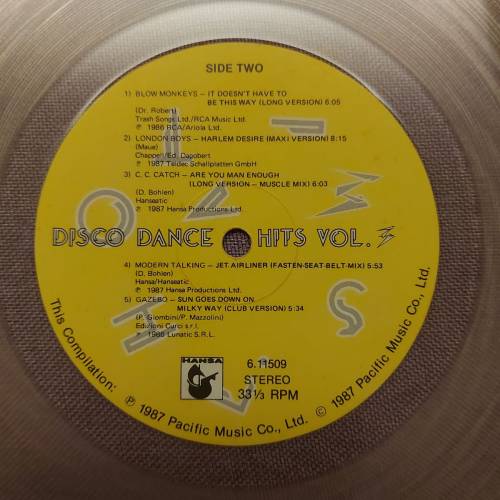 SIDE TWO
1) BLOW MONKEYS – IT DOESN'T HAVE TO
BE THIS WAY (LONG VERSION) 6:05
(Dr. Robert)
Trash Songs Ltd./RCA Music Ltd
℗ 1986 RCA/Ariola Ltd.
2) LONDON BOYS – HARLEM DESIRE (MAXI VERSION) 8:15
(Maue)
Chappell/Ed. Dagobert
℗ 1987 Teldec Schallplatten GmbH
3) C. C. CATCH – ARE YOU MAN ENOUGH
(LONG VERSION – MUSCLE MIX) 6:03
(D. Bohlen)
Hanseatic
℗ 1987 Hansa Productions Ltd.
DISCO DANCE HITS VOL. 3
4) MODERN TALKING – JET AIRLINER (FASTEN-SEAT-BELT-MIX) 5:53
(D. Bohlen)
Hansa/Hanseatic
℗ 1987 Hansa Productions Ltd.
5) GAZEBO – SUN GOES DOWN ON
MILKY WAY (CLUB VERSION) 5:34
(P. Giombini/P. Mazzolini)
Edizioni Curci s.r.l.
℗ 1986 Lunatic S.R.L.
HANSA
6.11509
STEREO
33⅓ RPM
This Compilation: ℗ 1987 Pacific Music Co., Ltd. © 1987 Pacific Music Co., Ltd.